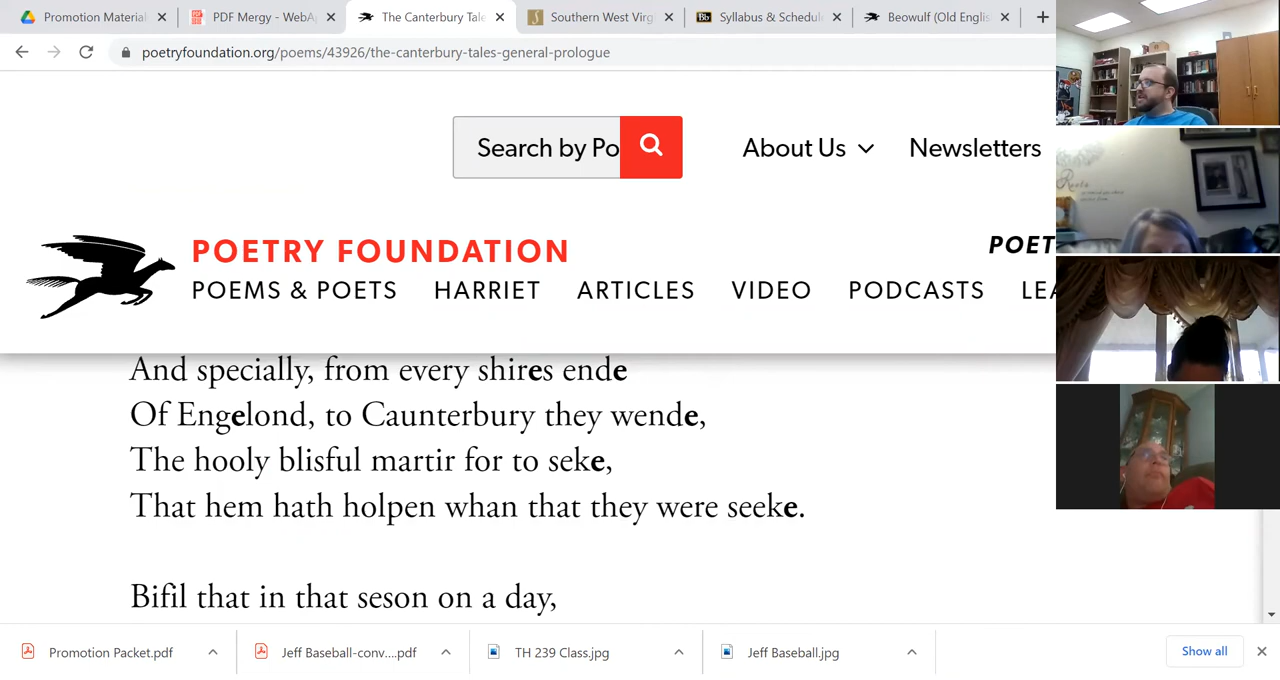 Promotion Material
PDF Mergy - WebAp
The Canterbury Tale
Southern West Virg
Syllabus & Schedul
Beowulf (Old Englis
poetryfoundation.org/poems/43926/the-canterbury-tales-general-prologue
Search by Po
About Us
Newsletters
POETRY FOUNDATION
POET
POEMS & POETS
HARRIET
ARTICLES
VIDEO
PODCASTS
LEA
And specially, from every shires ende
Of Engelond, to Caunterbury they wende,
The hooly blisful martir for to seke,
That hem hath holpen whan that they were seeke.
Bifil that in that seson on a day,
Promotion Packet.pdf
Jeff Baseball-conv....pdf
TH 239 Class.jpg
Jeff Baseball.jpg
Show all